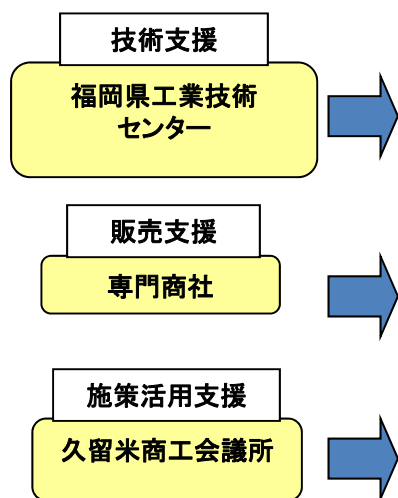 技術支援
福岡県工業技術
センター
販売支援
専門商社
施策活用支援
久留米商工会議所